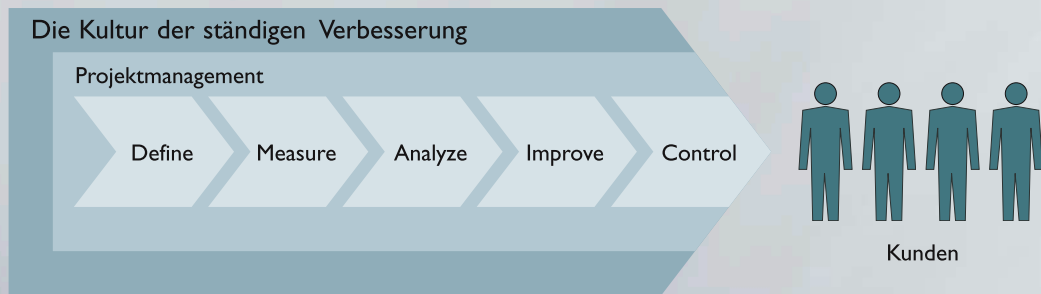 Die Kultur der ständigen Verbesserung
Projektmanagement
Define
Measure
Analyze
Improve
Control
Kunden